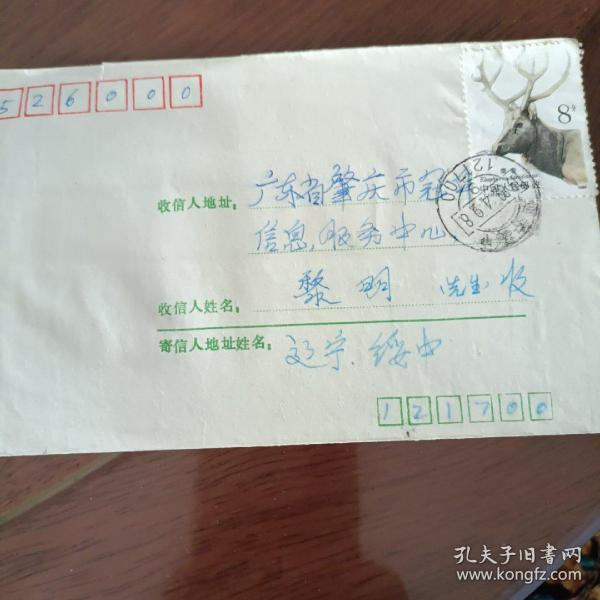 526000
8分
收信人地址:广东省肇庆市冠
信息服务中心
收信人姓名:黎明 先生 收
寄信人地址姓名:辽宁.绥中
121700
孔夫子旧书网
www.kongfz.com